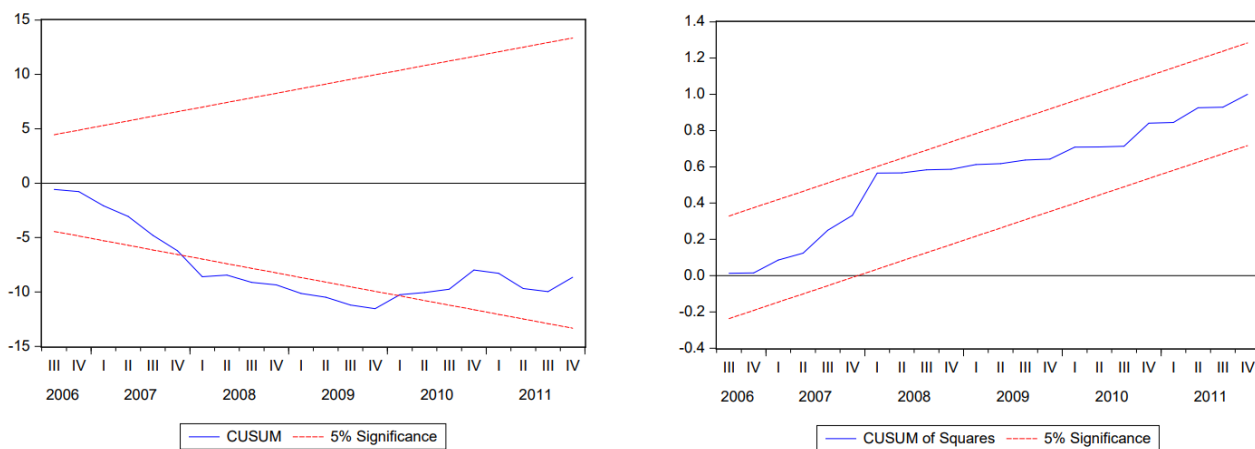 15
10
5
0
-5
-10
-15
III IV I II III IV I II III IV I II III IV I II III IV I II III IV
2006 2007 2008 2009 2010 2011
CUSUM 5% Significance
1.4
1.2
1.0
0.8
0.6
0.4
0.2
0.0
-0.2
-0.4
III IV I II III IV I II III IV I II III IV I II III IV I II III IV
2006 2007 2008 2009 2010 2011
CUSUM of Squares 5% Significance